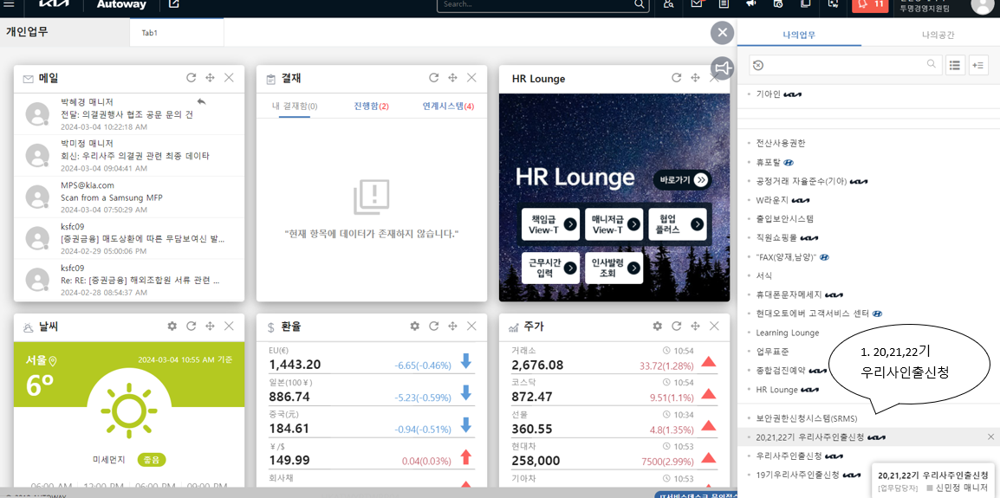 KIA
Autoway
Search...
11
투명경영지원팀
개인업무
Tab1
나의업무
나의공간
메일
박혜경 매니저
전달: 의결권행사 협조 공문 문의 건
2024-03-04 10:22:18 AM
박미정 매니저
회신: 우리사주 의결권 관련 최종 데이타
2024-03-04 09:04:41 AM
MPS@kia.com
Scan from a Samsung MFP
2024-03-04 07:50:29 AM
ksfc09
[증권금융] 매도상환에 따른 무담보여신 발...
2024-02-29 05:00:06 PM
ksfc09
Re: RE: [증권금융] 해외조합원 서류 관련 ...
2024-02-28 08:54:37 AM
결재
내 결재함(0)
진행함(2)
연계시스템(4)
"현재 항목에 데이터가 존재하지 않습니다."
HR Lounge
HR Lounge
바로가기
책임급
View-T
매니저급
View-T
협업
플러스
근무시간
입력
인사발령
조회
날씨
서울
2024-03-04 10:55 AM 기준
6º
미세먼지
좋음
06:00 AM
12:00 PM
06:00 PM
09:00 PM
환율
EU(€)
1,443.20
-6.65(-0.46%)
일본(100￥)
886.74
-5.23(-0.59%)
중국(元)
184.61
-0.94(-0.51%)
￥/$
149.99
0.04(0.03%)
회사채
주가
거래소
10:54
2,676.08
33.72(1.28%)
코스닥
10:54
872.47
9.51(1.1%)
선물
10:34
360.55
4.8(1.35%)
현대차
10:53
258,000
7500(2.99%)
기아차
10:53
기아인 KIA
전산사용권한
휴포탈
공정거래 자율준수(기아) KIA
W라운지 KIA
출입보안시스템
직원쇼핑몰 KIA
"FAX(양재,남양)"
서식
휴대폰문자메세지 KIA
현대오토에버 고객서비스 센터
Learning Lounge
업무표준
종합검진예약 KIA
HR Lounge KIA
보안권한신청시스템(SRMS)
20,21,22기 우리사주인출신청 KIA
우리사주인출신청 KIA
19기우리사주인출신청 KIA
1. 20,21,22기
우리사인출신청
20,21,22기 우리사주인출신청
[업무담당자] 신민정 매니저